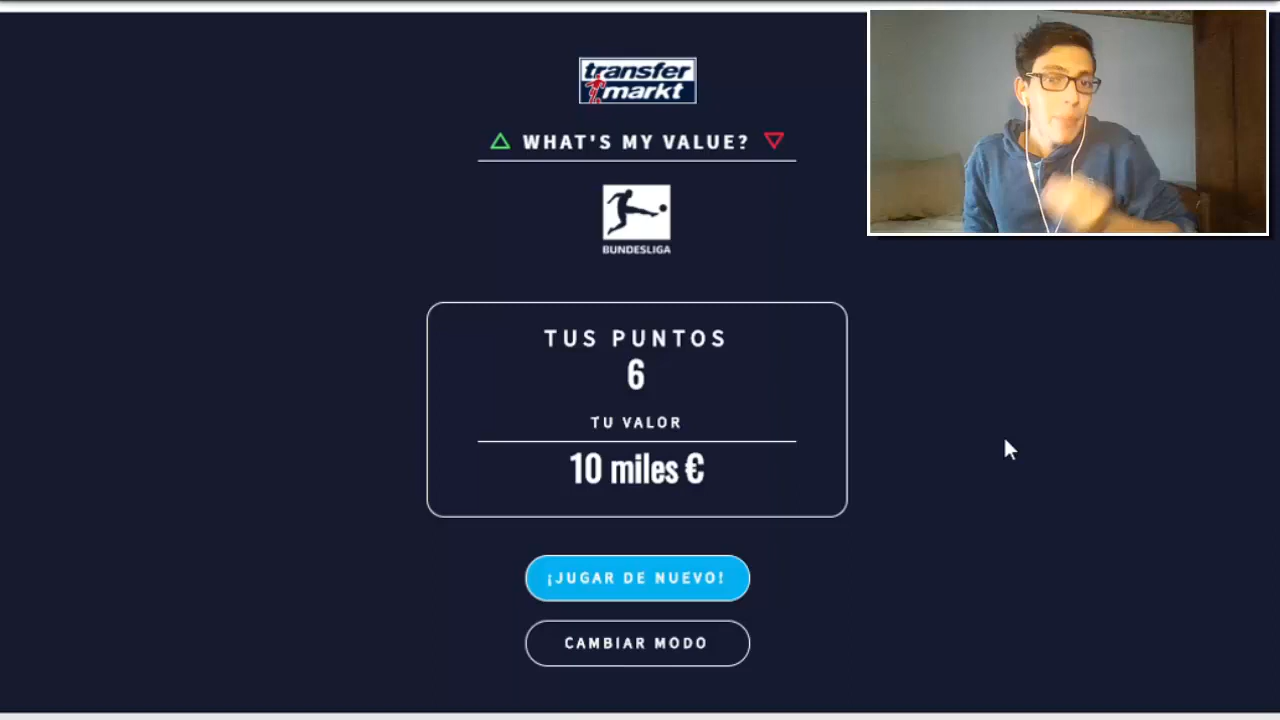 transfer
markt
WHAT'S MY VALUE?
BUNDESLIGA
TUS PUNTOS
6
TU VALOR
10 miles €
¡JUGAR DE NUEVO!
CAMBIAR MODO